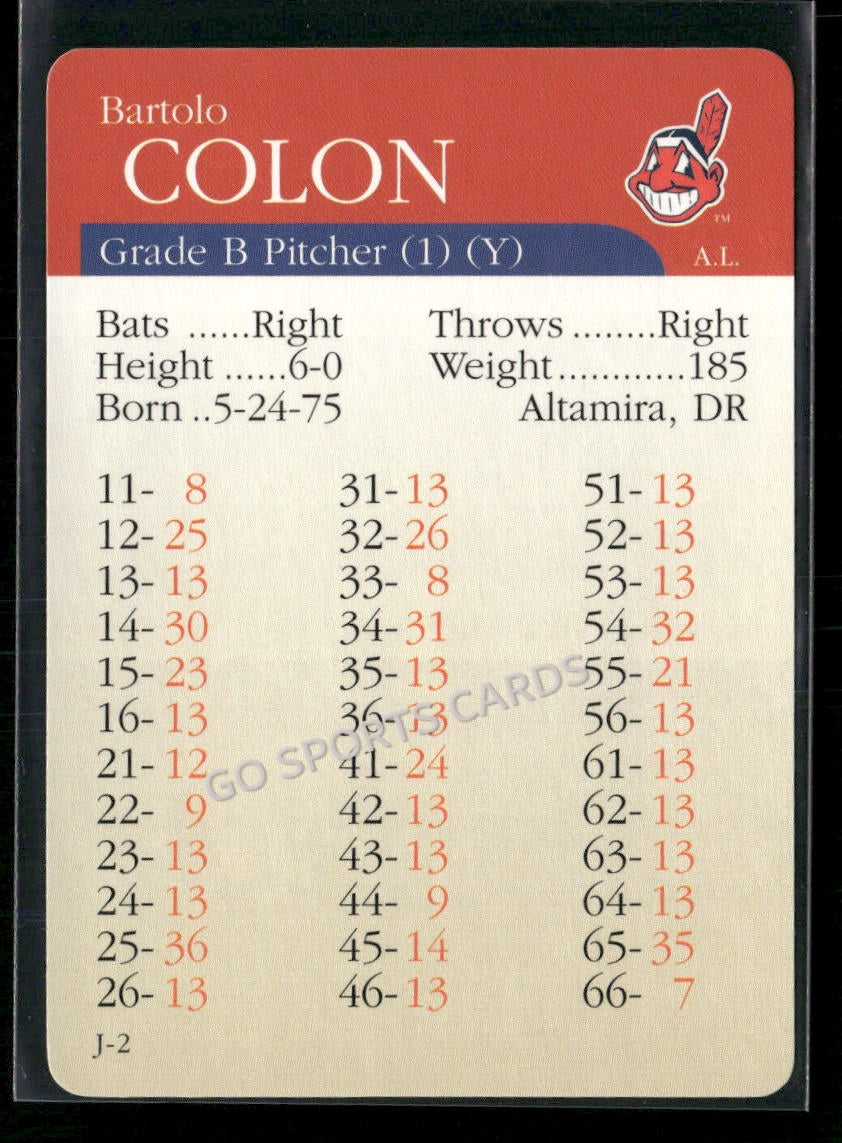 Bartolo
COLON
TM
Grade B Pitcher (1) (Y)
A.L.
Bats ......Right Throws ........Right
Height ......6-0 Weight............185
Born ..5-24-75 Altamira, DR
11- 8 31-13 51-13
12-25 32-26 52-13
13-13 33- 8 53-13
14-30 34-31 54-32
15-23 35-13 55-21
16-13 36-13 56-13
21-12 41-24 61-13
22- 9 42-13 62-13
23-13 43-13 63-13
24-13 44- 9 64-13
25-36 45-14 65-35
26-13 46-13 66- 7
J-2
GO SPORTS CARDS